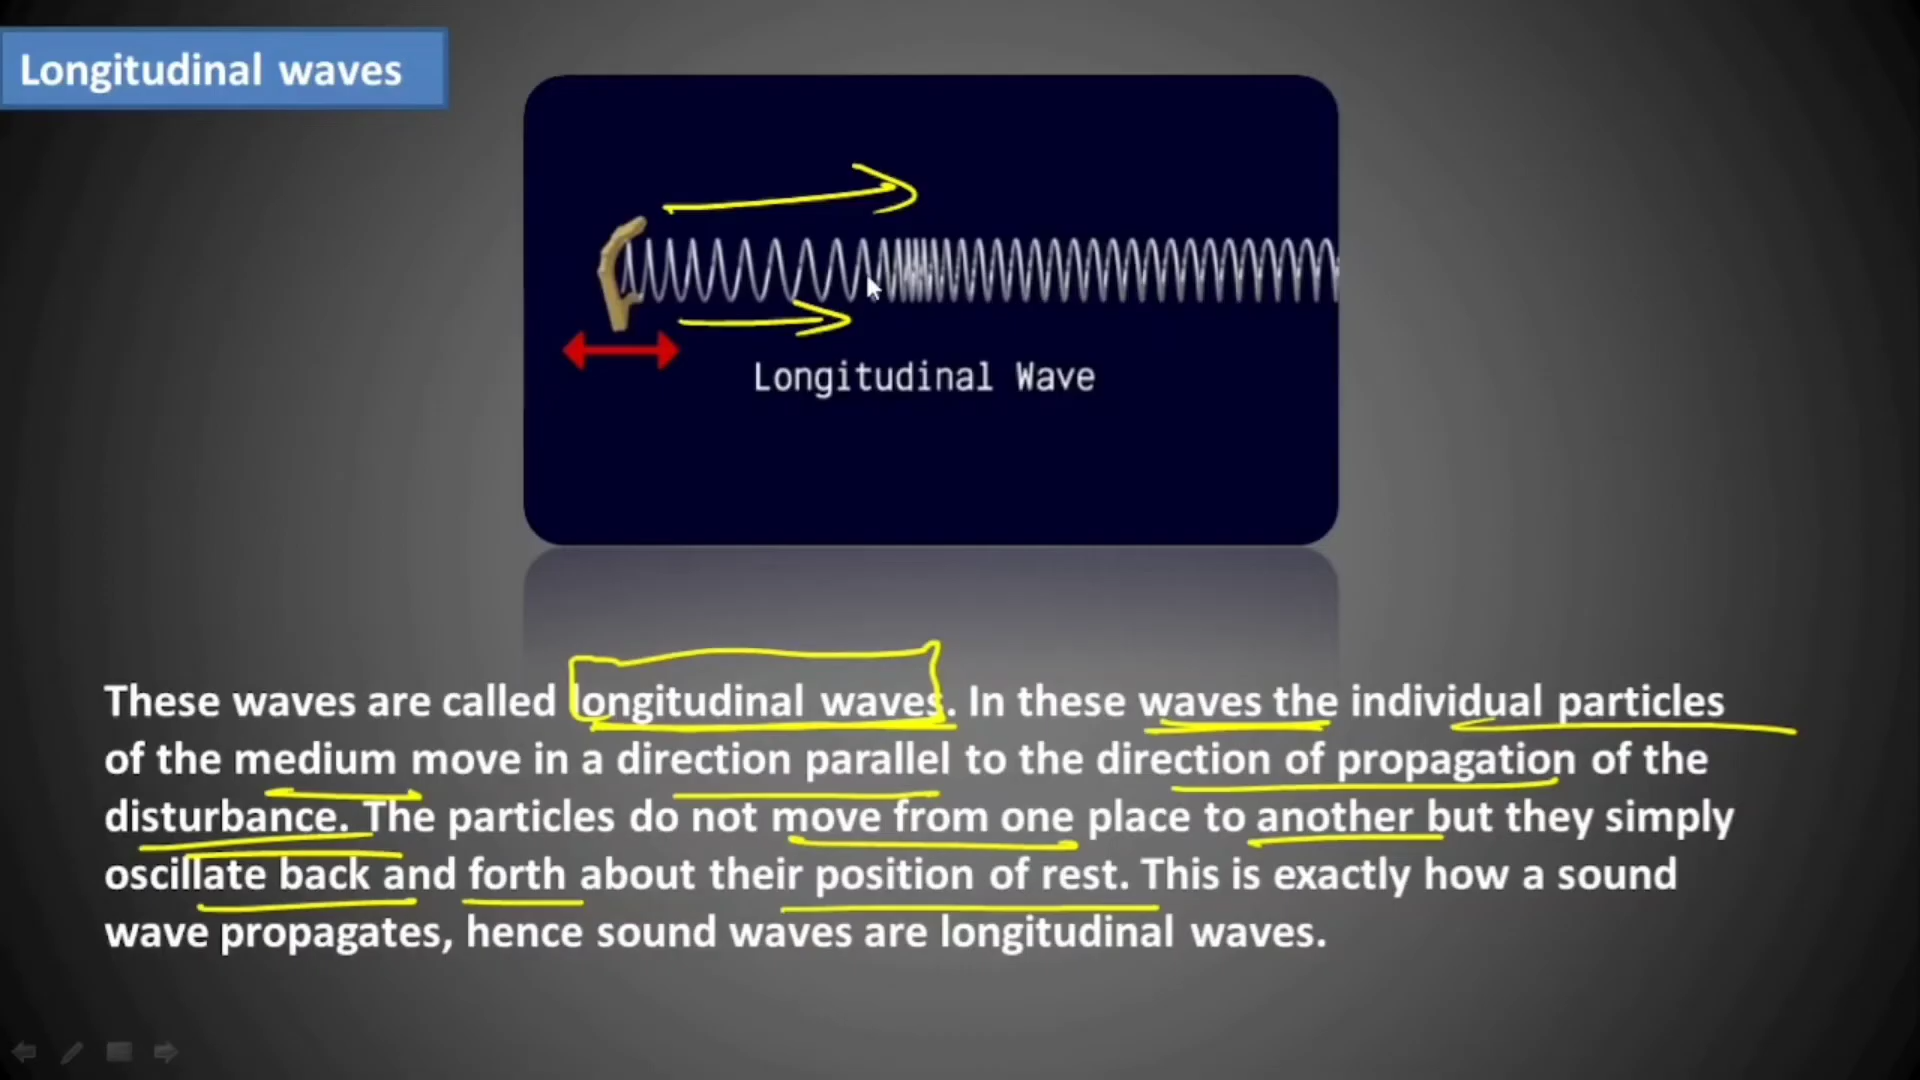 Longitudinal waves
Longitudinal Wave
These waves are called longitudinal waves. In these waves the individual particles
of the medium move in a direction parallel to the direction of propagation of the
disturbance. The particles do not move from one place to another but they simply
oscillate back and forth about their position of rest. This is exactly how a sound
wave propagates, hence sound waves are longitudinal waves.